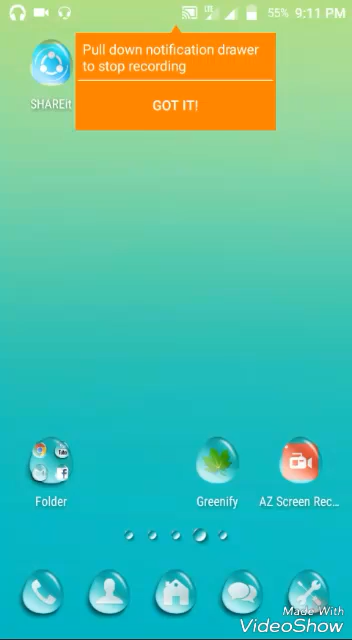 55% 9:11 PM
Pull down notification drawer
to stop recording
GOT IT!
SHAREit
Folder
Greenify
AZ Screen Rec...
Made With
VideoShow